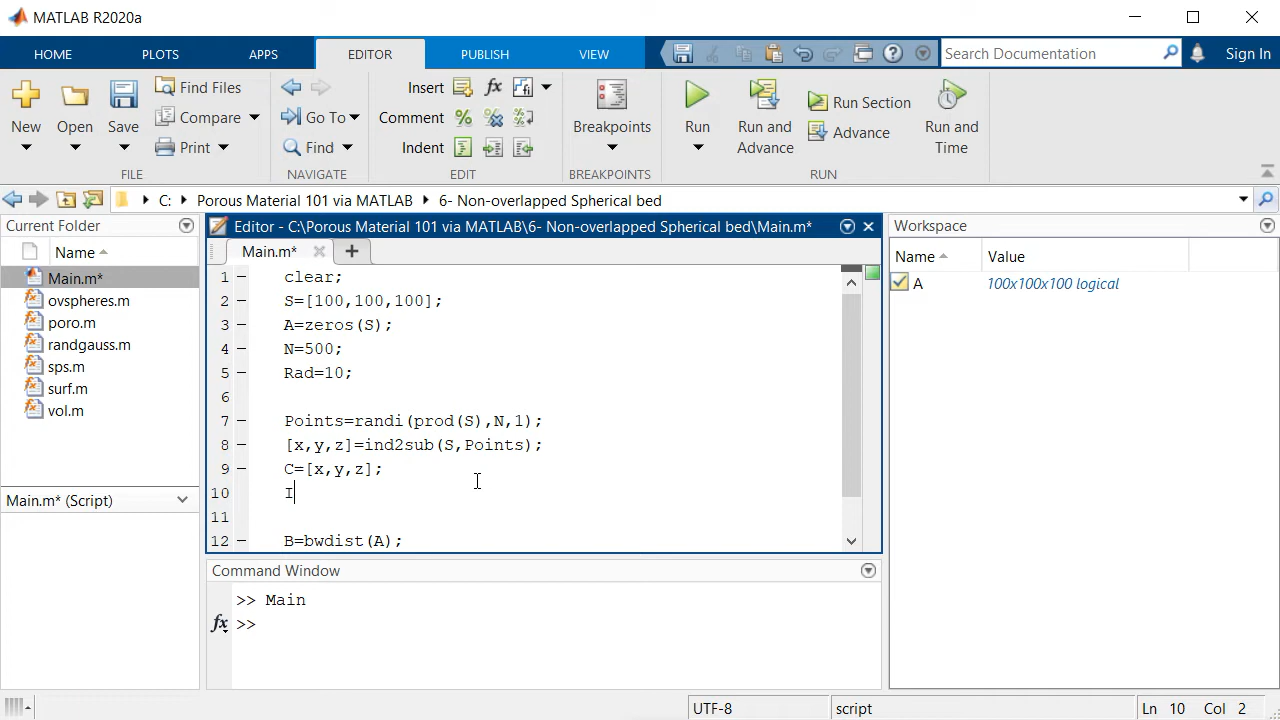 MATLAB R2020a
HOME PLOTS APPS EDITOR PUBLISH VIEW Search Documentation Sign In
New Open Save Find Files Compare Print
FILE
Go To Find
NAVIGATE
Insert fx
Comment % %
Indent
EDIT
Breakpoints
BREAKPOINTS
Run Run and Advance Run Section Advance Run and Time
RUN
C: Porous Material 101 via MATLAB 6- Non-overlapped Spherical bed
Current Folder
Name
Main.m*
ovspheres.m
poro.m
randgauss.m
sps.m
surf.m
vol.m
Main.m* (Script)
Editor - C:\Porous Material 101 via MATLAB\6- Non-overlapped Spherical bed\Main.m*
Main.m* +
1 – clear;
2 – S=[100,100,100];
3 – A=zeros(S);
4 – N=500;
5 – Rad=10;
6
7 – Points=randi(prod(S),N,1);
8 – [x,y,z]=ind2sub(S,Points);
9 – C=[x,y,z];
10 I
11
12 – B=bwdist(A);
Command Window
>> Main
fx >>
Workspace
Name Value
A 100x100x100 logical
UTF-8 script Ln 10 Col 2